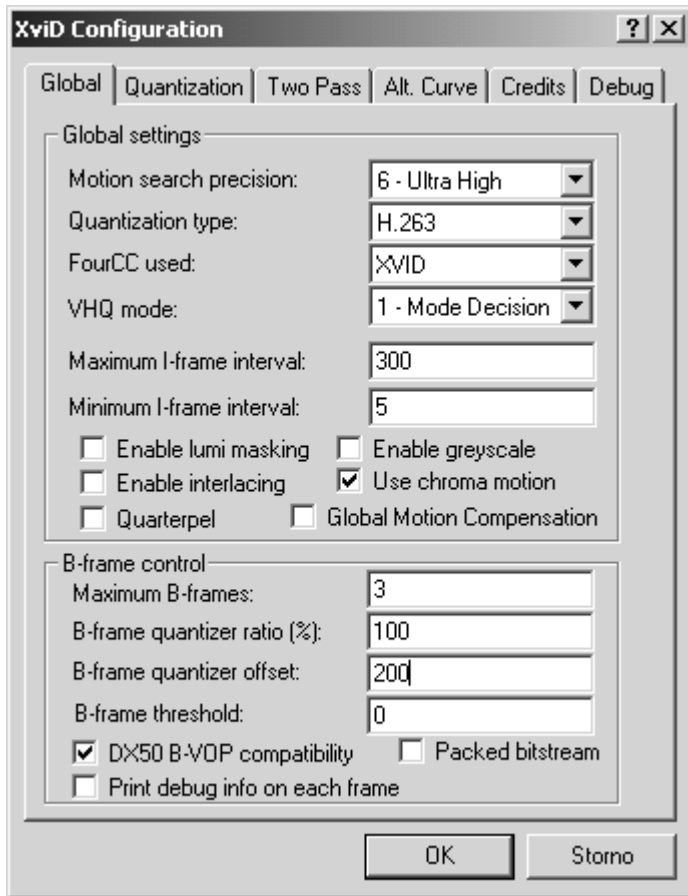 XviD Configuration
Global Quantization Two Pass Alt. Curve Credits Debug
Global settings
Motion search precision: 6 - Ultra High
Quantization type: H.263
FourCC used: XVID
VHQ mode: 1 - Mode Decision
Maximum I-frame interval: 300
Minimum I-frame interval: 5
Enable lumi masking Enable greyscale
Enable interlacing Use chroma motion
Quarterpel Global Motion Compensation
B-frame control
Maximum B-frames: 3
B-frame quantizer ratio (%): 100
B-frame quantizer offset: 200
B-frame threshold: 0
DX50 B-VOP compatibility Packed bitstream
Print debug info on each frame
OK Storno